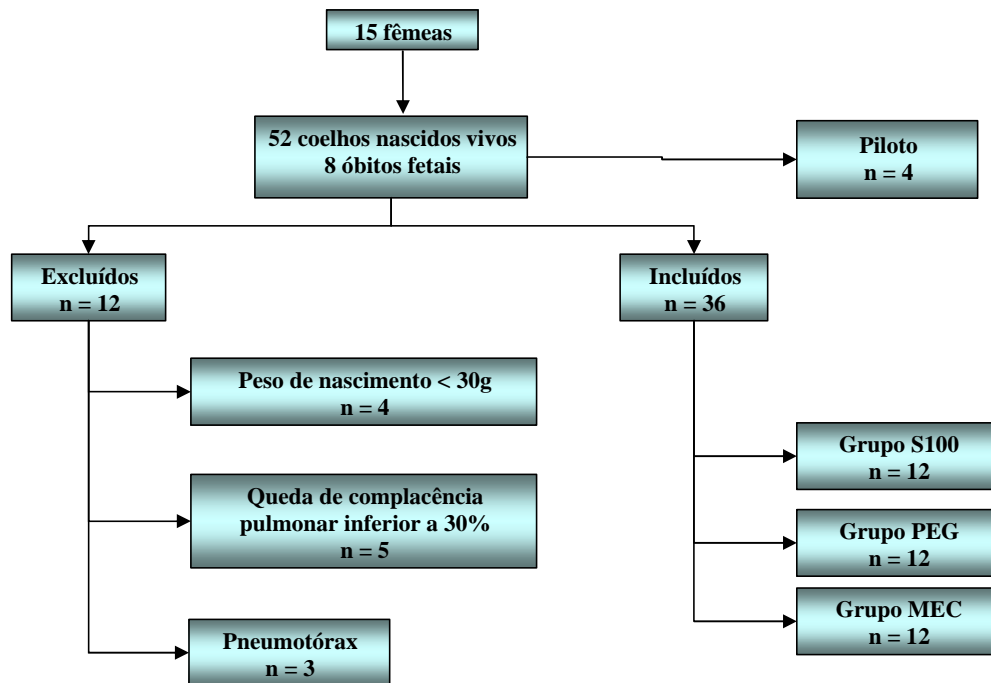 15 fêmeas
52 coelhos nascidos vivos
8 óbitos fetais
Piloto
n = 4
Excluídos
n = 12
Incluídos
n = 36
Peso de nascimento < 30g
n = 4
Queda de complacência
pulmonar inferior a 30%
n = 5
Pneumotórax
n = 3
Grupo S100
n = 12
Grupo PEG
n = 12
Grupo MEC
n = 12